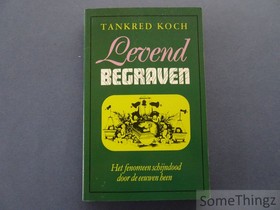 TANKRED KOCH
Levend
BEGRAVEN
Het fenomeen schijndood
door de eeuwen heen
SomeThingz